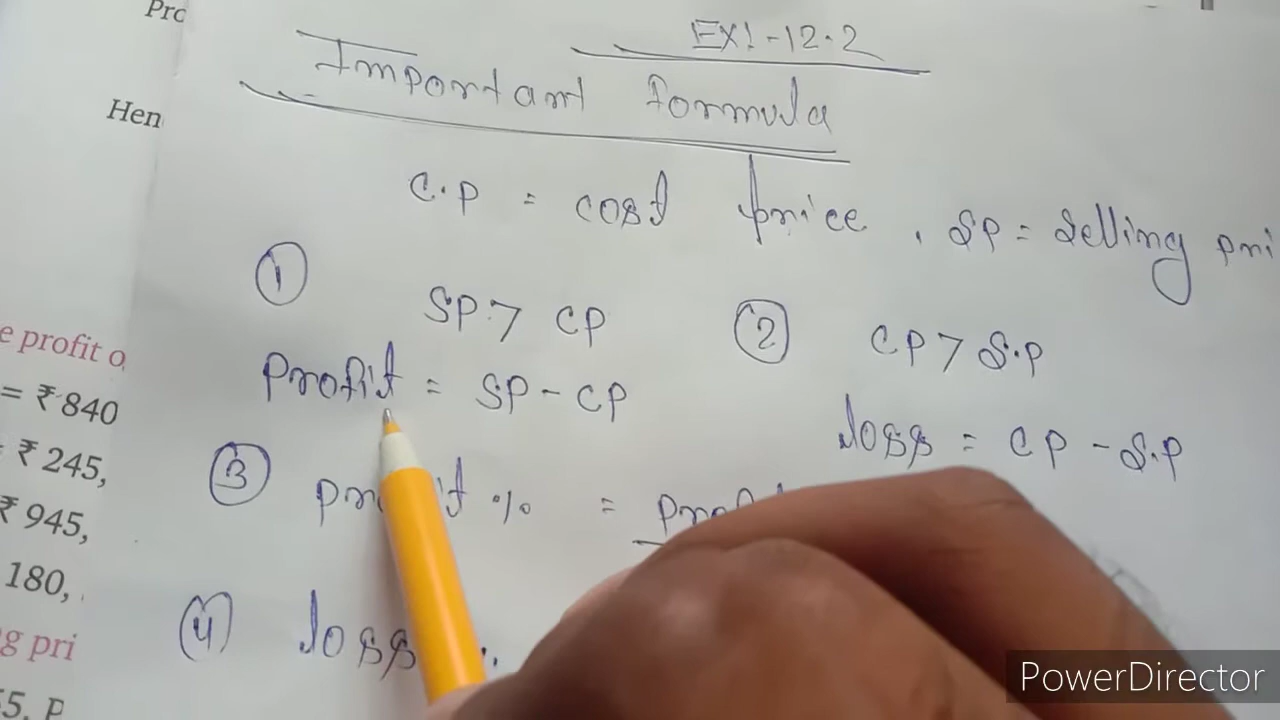 Pro
Hen
EX:-12.2
Important formula
C.P = cost price , SP = Selling pri
① SP > CP
Profit = SP - CP
② CP > S.P
loss = CP - S.P
③ %  =
④ loss
e profit o
= ₹ 840
₹ 245,
₹ 945,
180,
g pri
5. P
PowerDirector